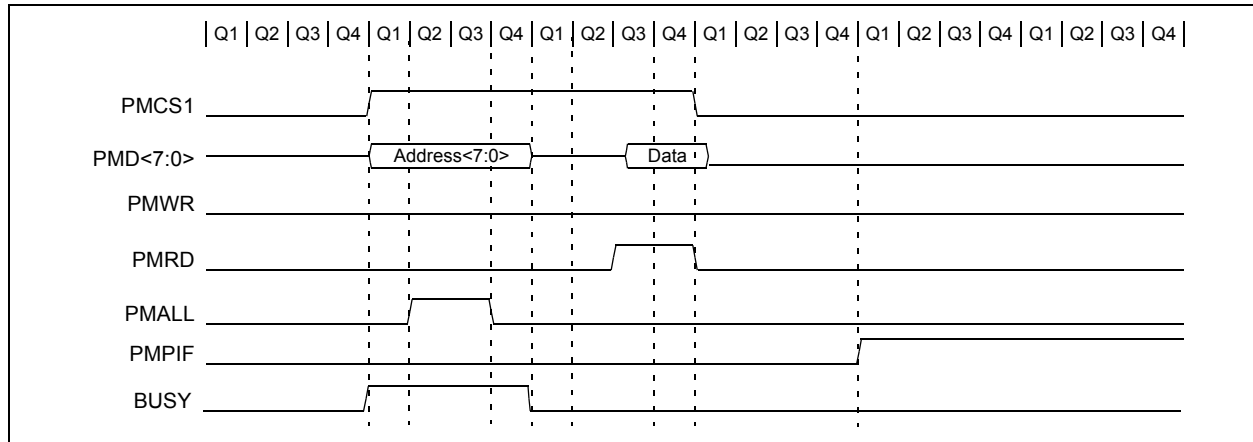 Q1 Q2 Q3 Q4 Q1 Q2 Q3 Q4 Q1 Q2 Q3 Q4 Q1 Q2 Q3 Q4 Q1 Q2 Q3 Q4 Q1 Q2 Q3 Q4
PMCS1
PMD<7:0> Address<7:0> Data
PMWR
PMRD
PMALL
PMPIF
BUSY